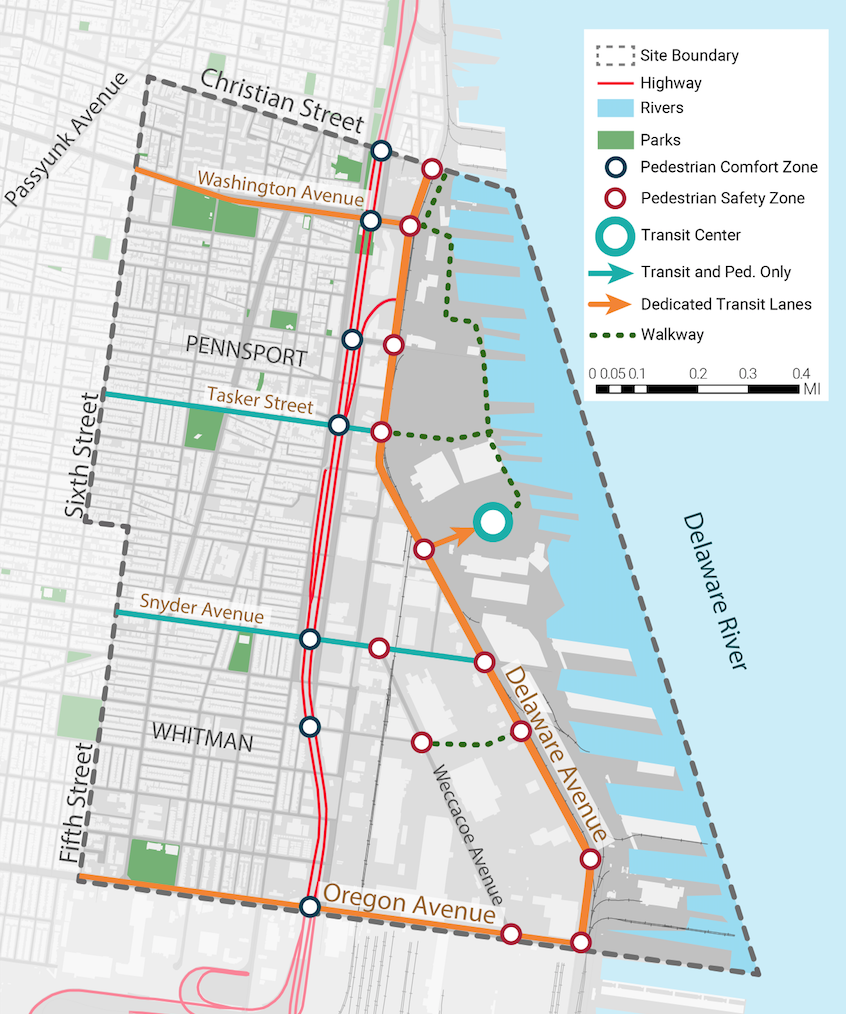 Christian Street
Passyunk Avenue
Washington Avenue
PENNSPORT
Tasker Street
Sixth Street
Snyder Avenue
WHITMAN
Fifth Street
Delaware Avenue
Weccacoe Avenue
Oregon Avenue
Delaware River
Site Boundary
Highway
Rivers
Parks
Pedestrian Comfort Zone
Pedestrian Safety Zone
Transit Center
Transit and Ped. Only
Dedicated Transit Lanes
Walkway
0 0.05 0.1 0.2 0.3 0.4
MI